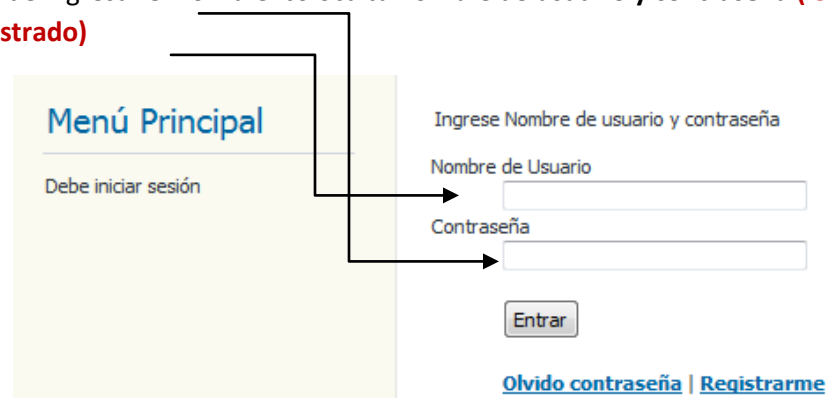 strado)
Menú Principal
Debe iniciar sesión
Ingrese Nombre de usuario y contraseña
Nombre de Usuario
Contraseña
Entrar
Olvido contraseña | Registrarme